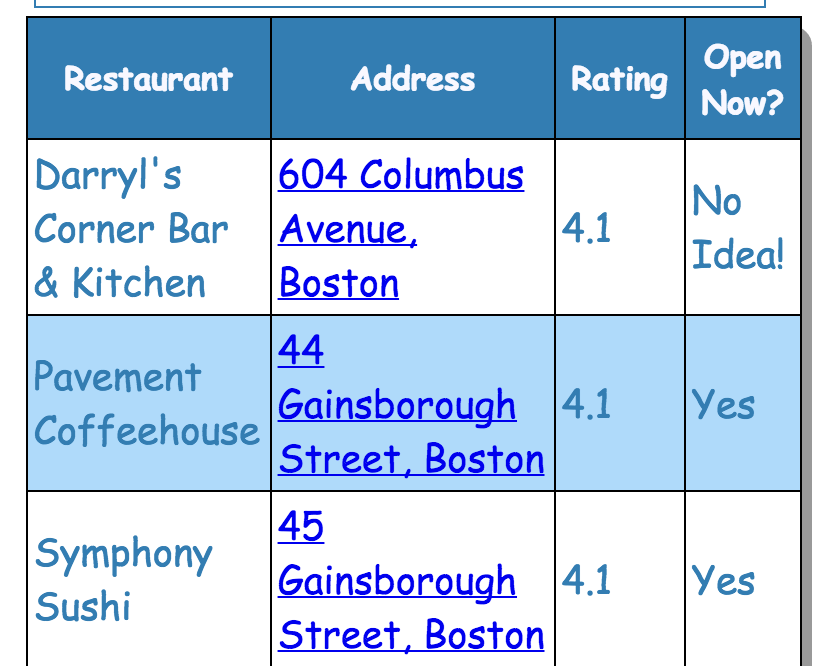 Restaurant
Address
Rating
Open
Now?
Darryl's
Corner Bar
& Kitchen
604 Columbus
Avenue,
Boston
4.1
No
Idea!
Pavement
Coffeehouse
44
Gainsborough
Street, Boston
4.1
Yes
Symphony
Sushi
45
Gainsborough
Street, Boston
4.1
Yes